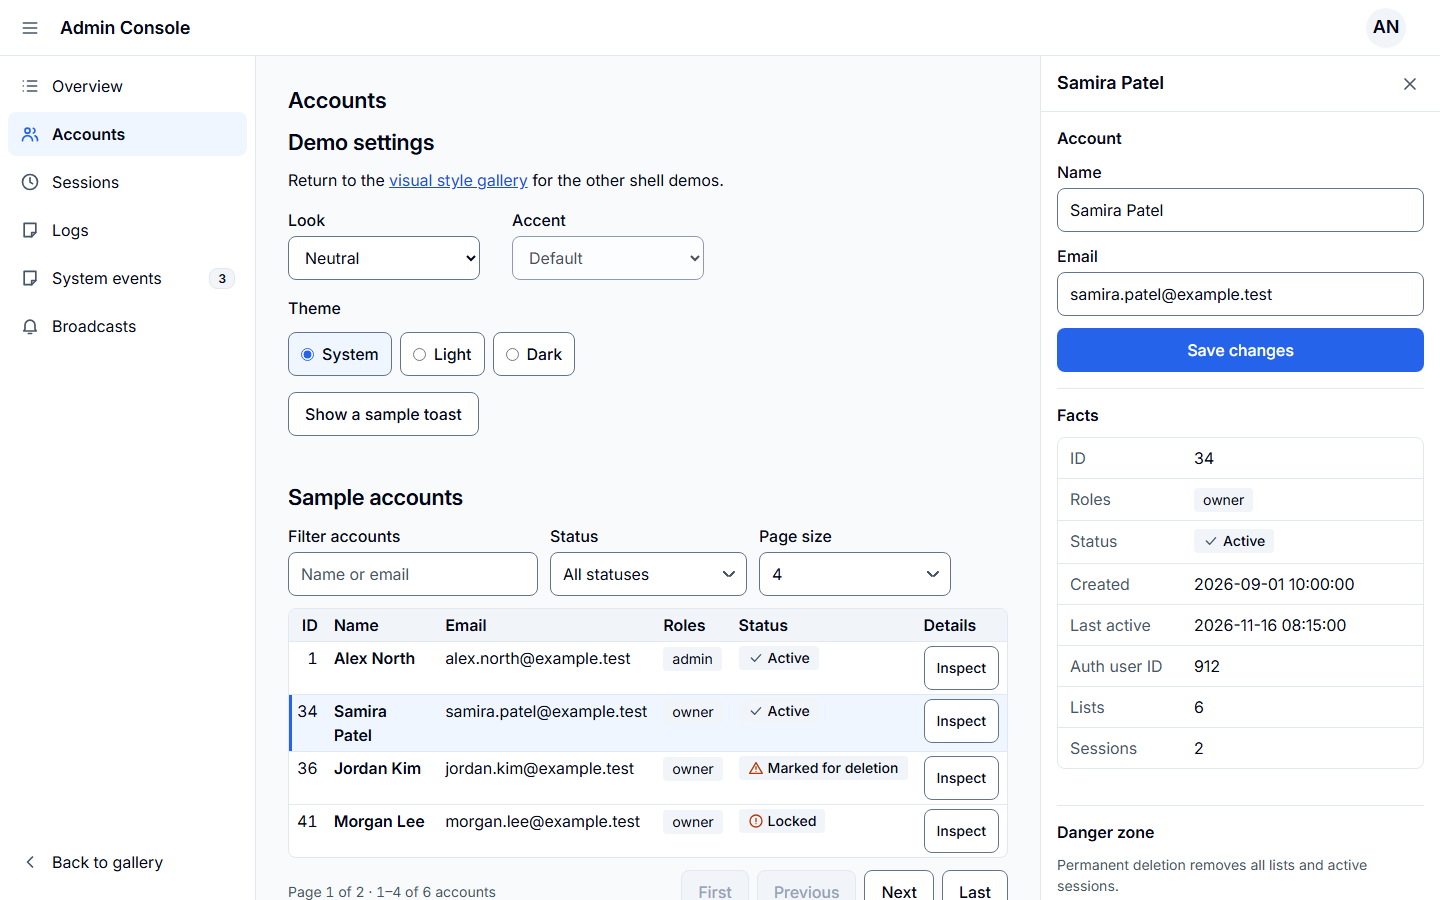 Admin Console
AN
Overview
Accounts
Sessions
Logs
System events 3
Broadcasts
Back to gallery
Accounts
Demo settings
Return to the visual style gallery for the other shell demos.
Look Accent
Neutral Default
Theme
System Light Dark
Show a sample toast
Sample accounts
Filter accounts Status Page size
Name or email All statuses 4
ID Name Email Roles Status Details
1 Alex North alex.north@example.test admin Active Inspect
34 Samira Patel samira.patel@example.test owner Active Inspect
36 Jordan Kim jordan.kim@example.test owner Marked for deletion Inspect
41 Morgan Lee morgan.lee@example.test owner Locked Inspect
Page 1 of 2 · 1–4 of 6 accounts First Previous Next Last
Samira Patel
Account
Name
Samira Patel
Email
samira.patel@example.test
Save changes
Facts
ID 34
Roles owner
Status Active
Created 2026-09-01 10:00:00
Last active 2026-11-16 08:15:00
Auth user ID 912
Lists 6
Sessions 2
Danger zone
Permanent deletion removes all lists and active
sessions.